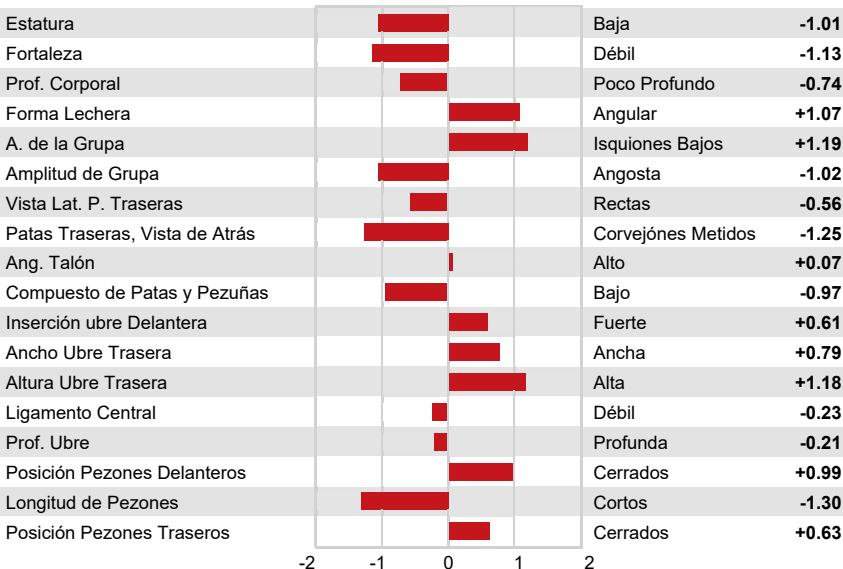 Estatura Baja -1.01
Fortaleza Débil -1.13
Prof. Corporal Poco Profundo -0.74
Forma Lechera Angular +1.07
A. de la Grupa Isquiones Bajos +1.19
Amplitud de Grupa Angosta -1.02
Vista Lat. P. Traseras Rectas -0.56
Patas Traseras, Vista de Atrás Corvejónes Metidos -1.25
Ang. Talón Alto +0.07
Compuesto de Patas y Pezuñas Bajo -0.97
Inserción ubre Delantera Fuerte +0.61
Ancho Ubre Trasera Ancha +0.79
Altura Ubre Trasera Alta +1.18
Ligamento Central Débil -0.23
Prof. Ubre Profunda -0.21
Posición Pezones Delanteros Cerrados +0.99
Longitud de Pezones Cortos -1.30
Posición Pezones Traseros Cerrados +0.63
-2 -1 0 1 2